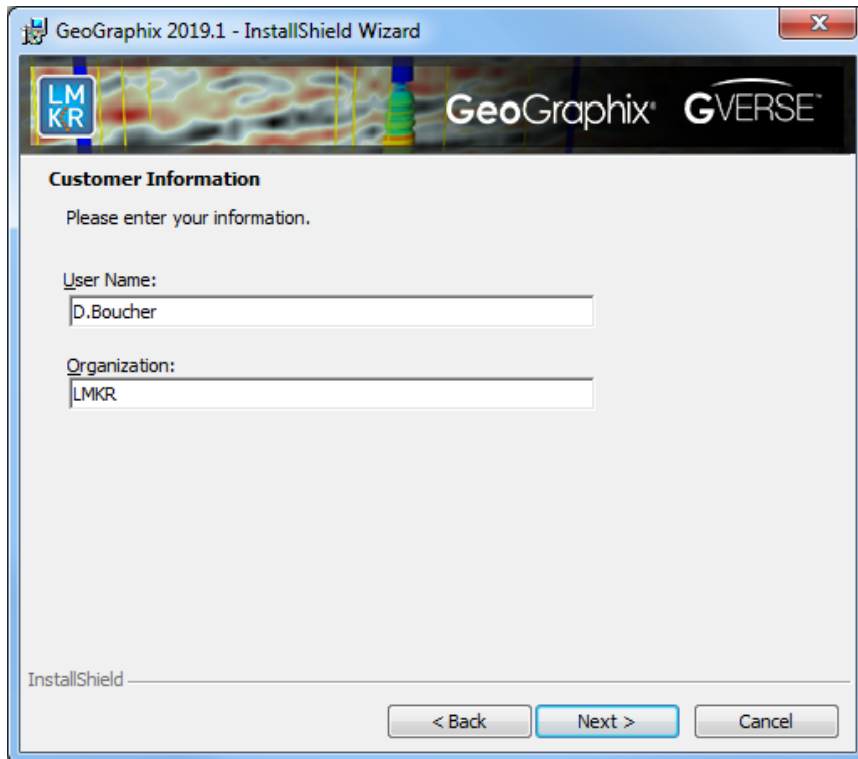 GeoGraphix 2019.1 - InstallShield Wizard
X
LM
KR
GeoGraphix® GVERSE™
Customer Information
Please enter your information.
User Name:
D.Boucher
Organization:
LMKR
InstallShield
< Back Next > Cancel